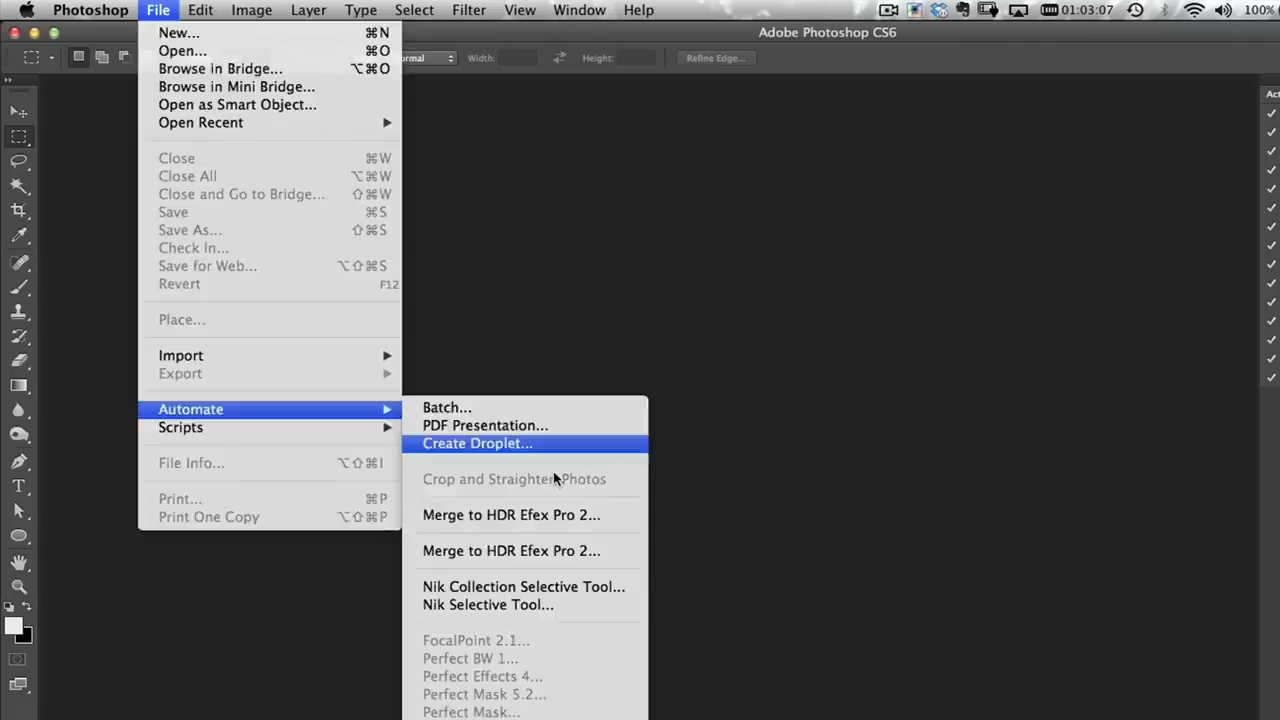 Photoshop File Edit Image Layer Type Select Filter View Window Help 01:03:07 100%
Adobe Photoshop CS6
Width: Height: Refine Edge...
New... ⌘N
Open... ⌘O
Browse in Bridge... ⌥⌘O
Browse in Mini Bridge...
Open as Smart Object...
Open Recent
Close ⌘W
Close All ⌥⌘W
Close and Go to Bridge... ⇧⌘W
Save ⌘S
Save As... ⇧⌘S
Check In...
Save for Web... ⌥⇧⌘S
Revert F12
Place...
Import
Export
Automate
Scripts
File Info... ⌥⇧⌘I
Print... ⌘P
Print One Copy ⌥⇧⌘P
Batch...
PDF Presentation...
Create Droplet...
Crop and Straighten Photos
Merge to HDR Efex Pro 2...
Merge to HDR Efex Pro 2...
Nik Collection Selective Tool...
Nik Selective Tool...
FocalPoint 2.1...
Perfect BW 1...
Perfect Effects 4...
Perfect Mask 5.2...
Perfect Mask...